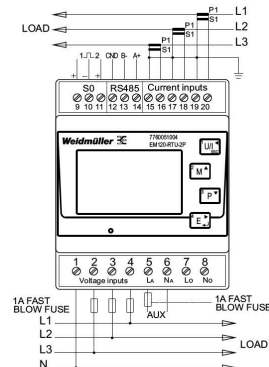 P1 L1
S1
LOAD P1 L2
S1
P1 L3
S1
1 2 GND B- A+
+ - +
S0 RS485 Current inputs
9 10 11 12 13 14 15 16 17 18 19 20
Weidmüller
7760051004
EM120-RTU-2P
U/I
ESC
M
P
E
1 2 3 4 5 6 7 8
Voltage inputs LA NA Lo No
1A FAST
BLOW FUSE
AUX
1A FAST
BLOW FUSE
L1
L2
L3
LOAD
N